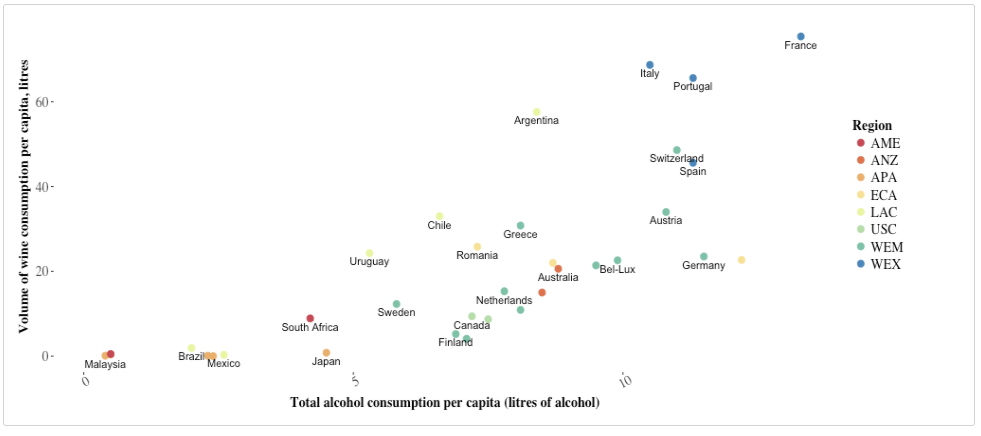 France
Italy
Portugal
60
Argentina
Switzerland
Spain
40
Austria
Chile
Greece
Romania
Uruguay
20
Bel-Lux
Germany
Australia
Netherlands
Sweden
South Africa
Canada
Finland
0
Malaysia
Brazil
Mexico
Japan
0
5
10
Total alcohol consumption per capita (litres of alcohol)
Volume of wine consumption per capita, litres
Region
AME
ANZ
APA
ECA
LAC
USC
WEM
WEX